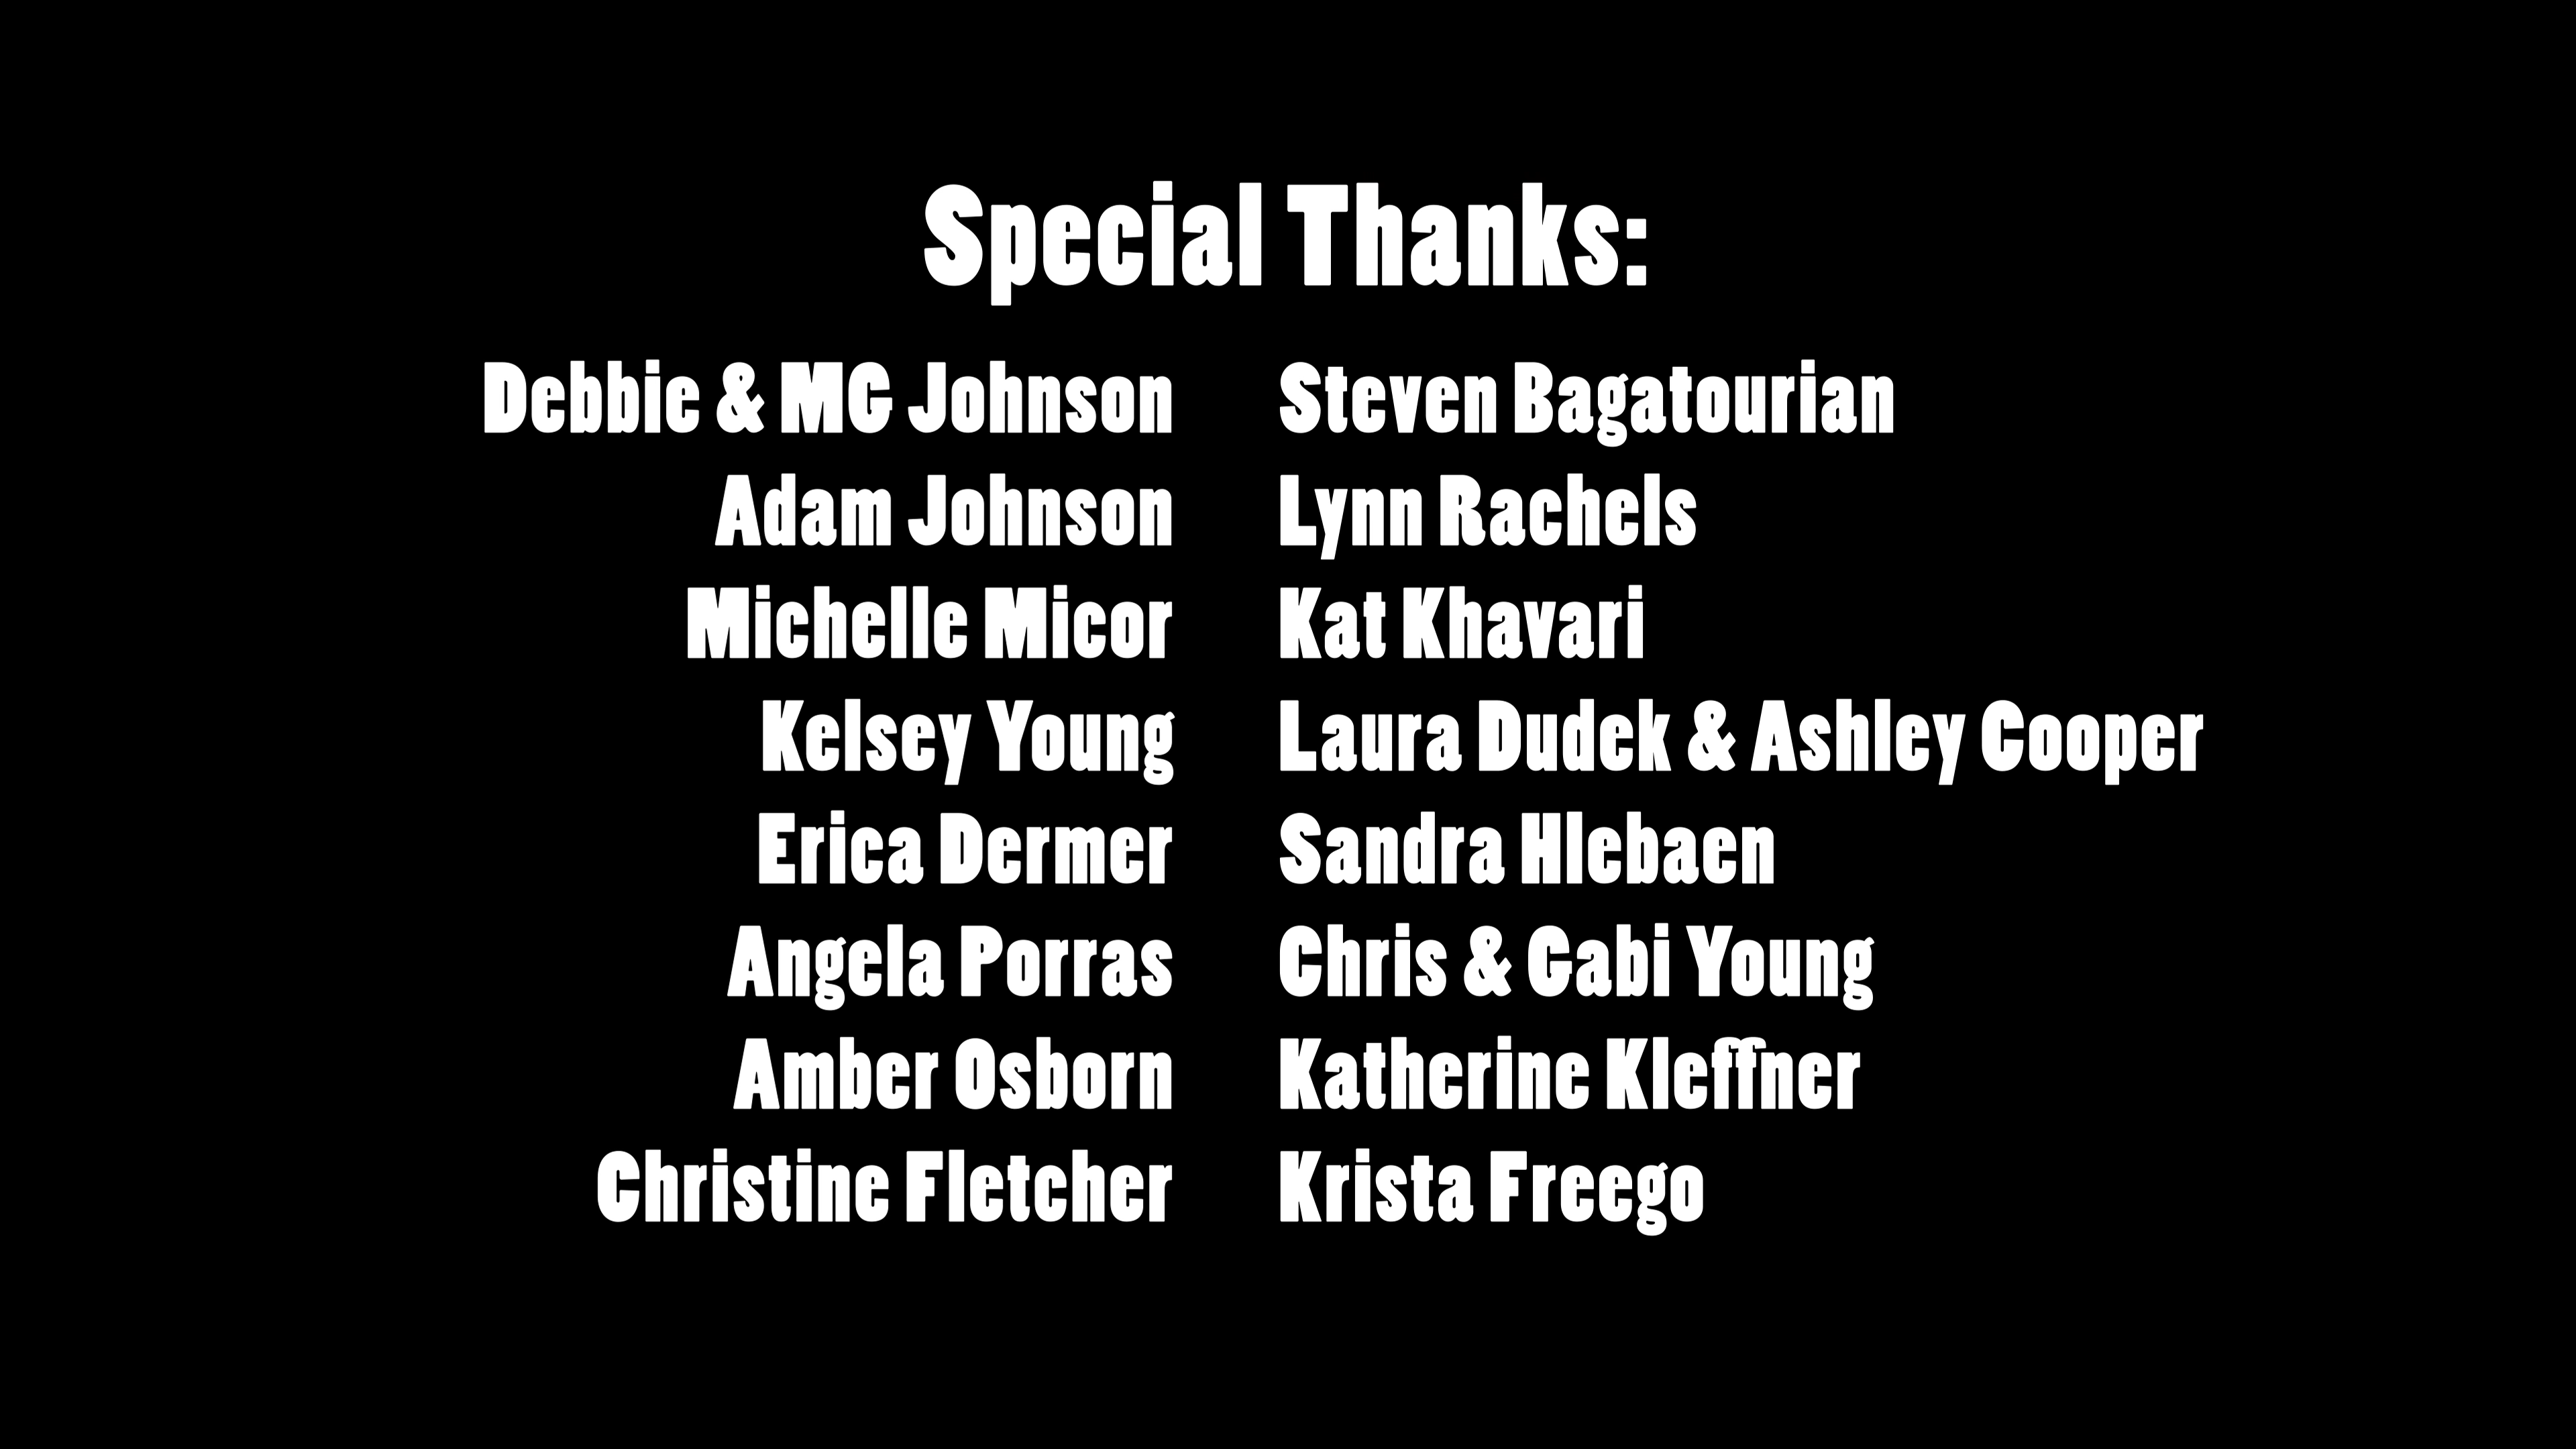 Special Thanks:
Debbie & MG Johnson
Adam Johnson
Michelle Micor
Kelsey Young
Erica Dermer
Angela Porras
Amber Osborn
Christine Fletcher
Steven Bagatourian
Lynn Rachels
Kat Khavari
Laura Dudek & Ashley Cooper
Sandra Hlebaen
Chris & Gabi Young
Katherine Kleffner
Krista Freego